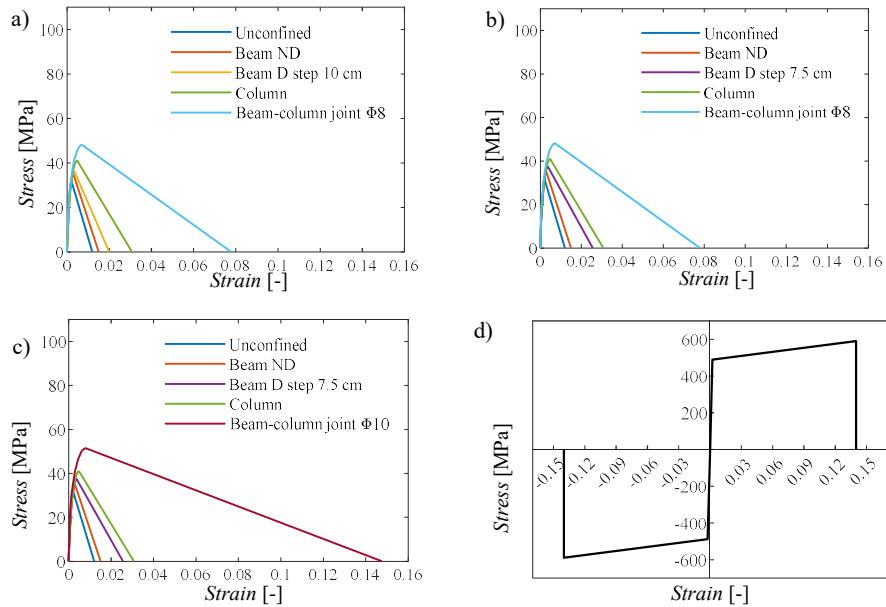 a)
100
80
60
40
20
0
Stress [MPa]
Unconfined
Beam ND
Beam D step 10 cm
Column
Beam-column joint Φ8
0 0.02 0.04 0.06 0.08 0.1 0.12 0.14 0.16
Strain [-]
b)
100
80
60
40
20
0
Stress [MPa]
Unconfined
Beam ND
Beam D step 7.5 cm
Column
Beam-column joint Φ8
0 0.02 0.04 0.06 0.08 0.1 0.12 0.14 0.16
Strain [-]
c)
100
80
60
40
20
0
Stress [MPa]
Unconfined
Beam ND
Beam D step 7.5 cm
Column
Beam-column joint Φ10
0 0.02 0.04 0.06 0.08 0.1 0.12 0.14 0.16
Strain [-]
d)
600
400
200
-0.15 -0.12 -0.09 -0.06 -0.03 0.03 0.06 0.09 0.12 0.15
-200
-400
-600
Stress [MPa]
Strain [-]